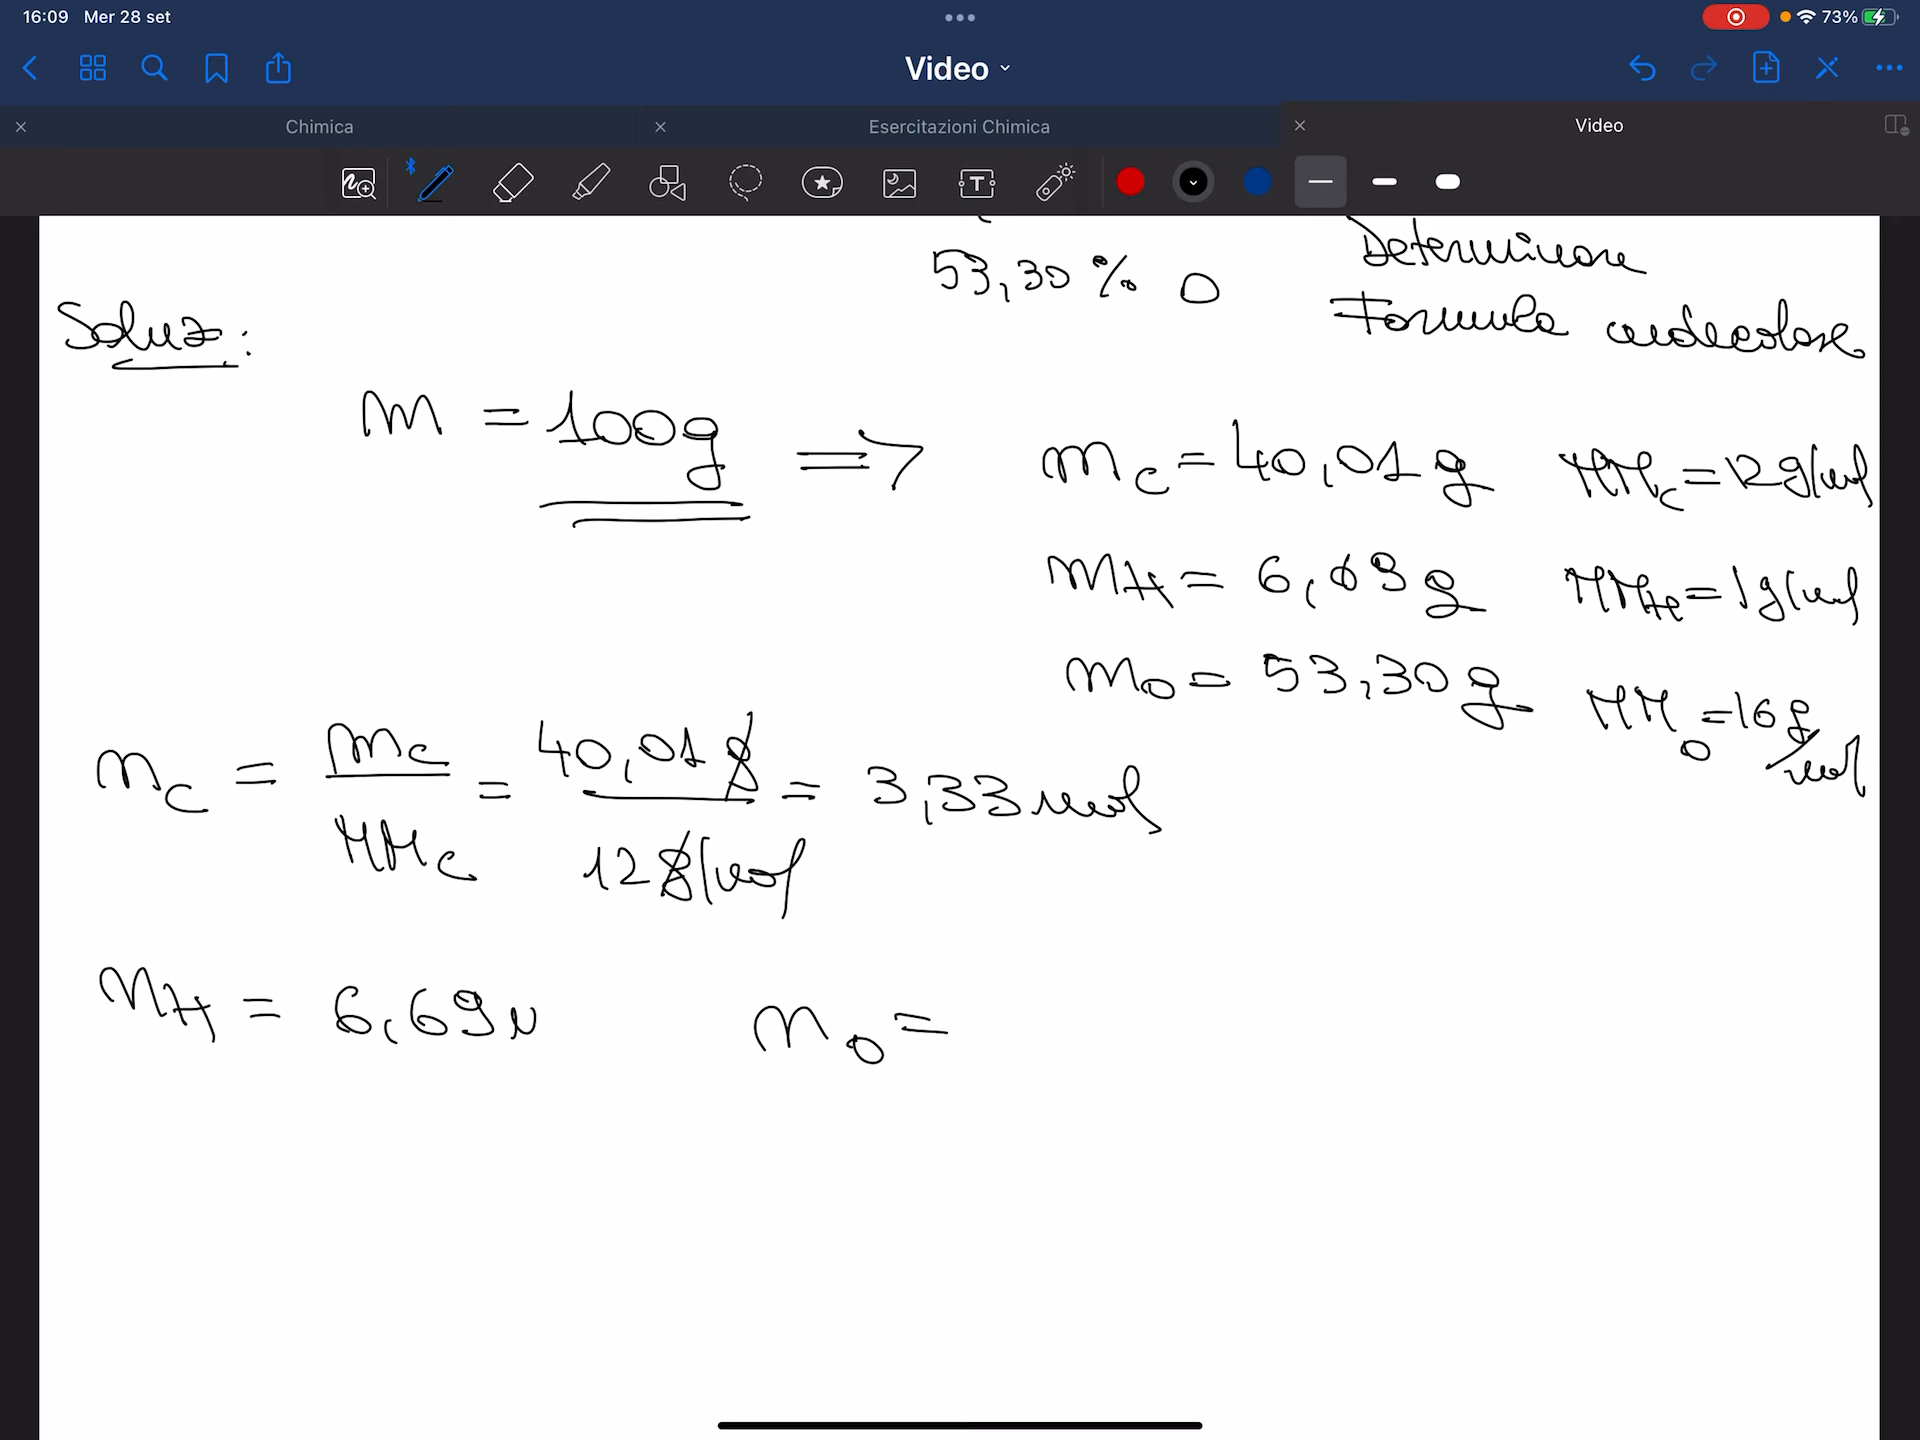 16:09 Mer 28 set
73%
Video
Chimica
Esercitazioni Chimica
Video
53,30 % O
Determinare
Formula molecolare
Soluz:
m = 100g ⟹
mC = 40,01 g MMC = 12 g/mol
mH = 6,69 g MMH = 1 g/mol
mO = 53,30 g MMO = 16 g/mol
nC = mC/MMC = 40,01 g/12 g/mol = 3,33 mol
nH = 6,69 nO =